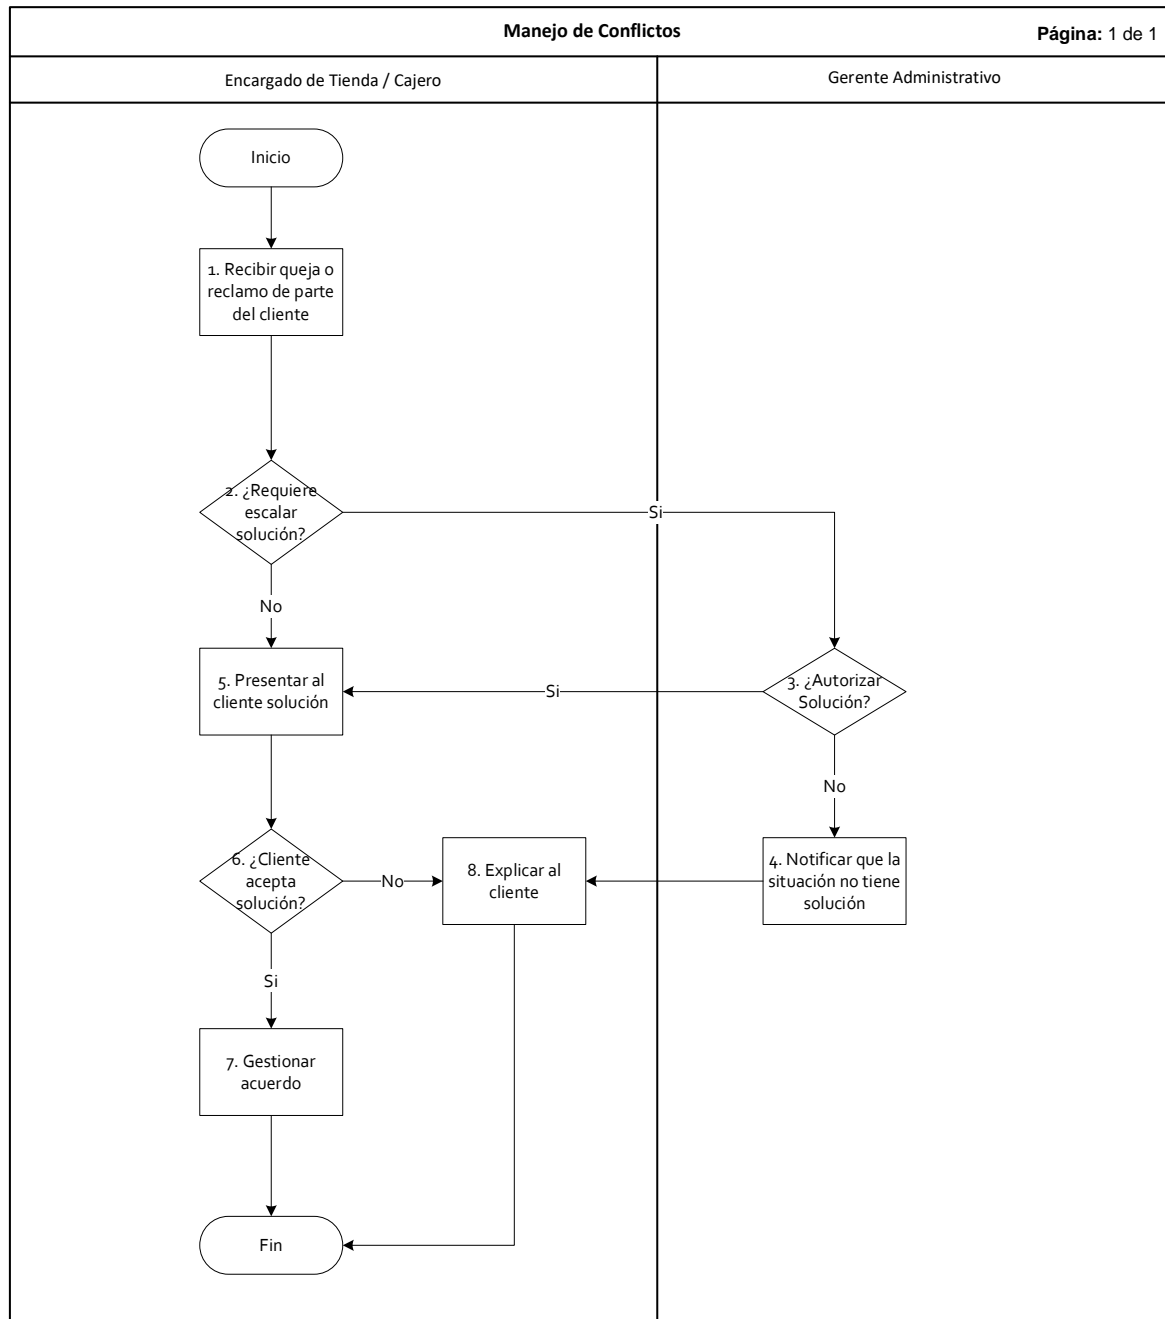 Manejo de Conflictos
Página: 1 de 1
Encargado de Tienda / Cajero
Gerente Administrativo
Inicio
1. Recibir queja o
reclamo de parte
del cliente
2. ¿Requiere
escalar
solución?
Si
No
5. Presentar al
cliente solución
Si
3. ¿Autorizar
Solución?
No
6. ¿Cliente
acepta
solución?
No
8. Explicar al
cliente
4. Notificar que la
situación no tiene
solución
Si
7. Gestionar
acuerdo
Fin